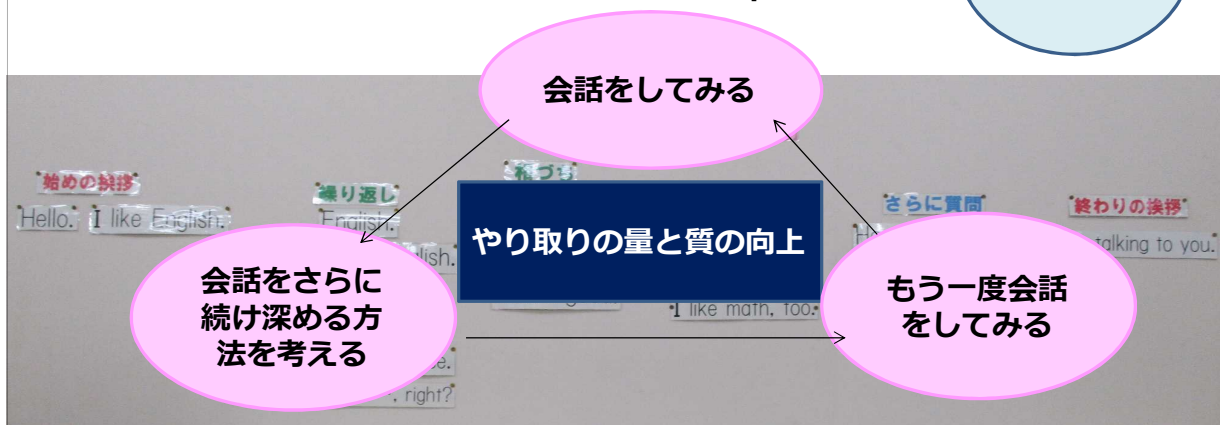 会話をしてみる
始めの挨拶
Hello. I like English.
繰り返し
English.
相づち
やり取りの量と質の向上
さらに質問
終わりの挨拶
talking to you.
会話をさらに
続け深める方
法を考える
I like math, too.
もう一度会話
をしてみる
right?